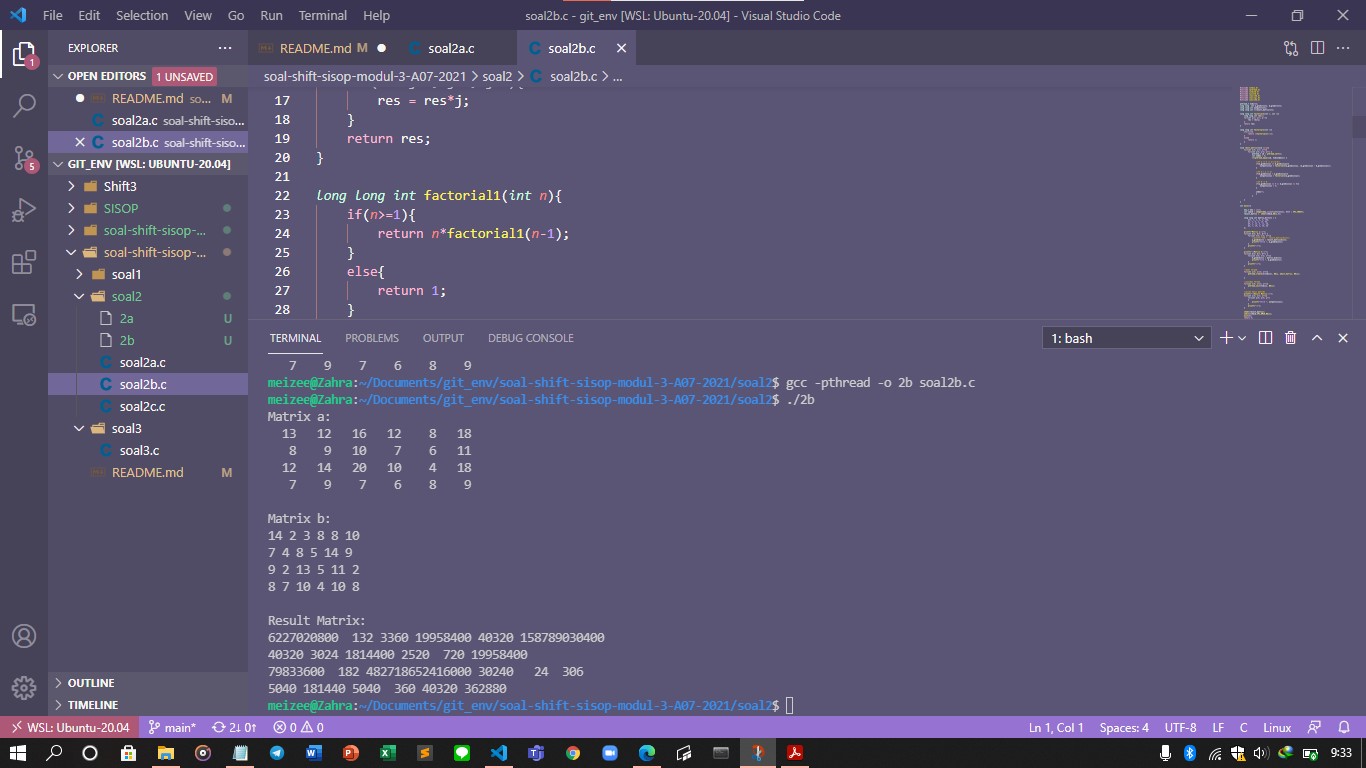 File Edit Selection View Go Run Terminal Help soal2b.c - git_env [WSL: Ubuntu-20.04] - Visual Studio Code
EXPLORER ...
README.md M ● soal2a.c soal2b.c
OPEN EDITORS 1 UNSAVED
README.md so... M
soal2a.c soal-shift-siso...
soal2b.c soal-shift-siso...
GIT_ENV [WSL: UBUNTU-20.04]
Shift3
SISOP
soal-shift-sisop-...
soal-shift-sisop-...
soal1
soal2
2a U
2b U
soal2a.c
soal2b.c
soal2c.c
soal3
soal3.c
README.md M
OUTLINE
TIMELINE
1
5
soal-shift-sisop-modul-3-A07-2021 > soal2 > soal2b.c > ...
17 res = res*j;
18 }
19 return res;
20 }
21
22 long long int factorial1(int n){
23 if(n>=1){
24 return n*factorial1(n-1);
25 }
26 else{
27 return 1;
28 }
TERMINAL PROBLEMS OUTPUT DEBUG CONSOLE 1: bash
7 9 7 6 8 9
meizee@Zahra:~/Documents/git_env/soal-shift-sisop-modul-3-A07-2021/soal2$ gcc -pthread -o 2b soal2b.c
meizee@Zahra:~/Documents/git_env/soal-shift-sisop-modul-3-A07-2021/soal2$ ./2b
Matrix a:
13 12 16 12 8 18
8 9 10 7 6 11
12 14 20 10 4 18
7 9 7 6 8 9
Matrix b:
14 2 3 8 8 10
7 4 8 5 14 9
9 2 13 5 11 2
8 7 10 4 10 8
Result Matrix:
6227020800 132 3360 19958400 40320 158789030400
40320 3024 1814400 2520 720 19958400
79833600 182 482718652416000 30240 24 306
5040 181440 5040 360 40320 362880
meizee@Zahra:~/Documents/git_env/soal-shift-sisop-modul-3-A07-2021/soal2$
WSL: Ubuntu-20.04 main* 2↓ 0↑ 0 0 Ln 1, Col 1 Spaces: 4 UTF-8 LF C Linux
9:33